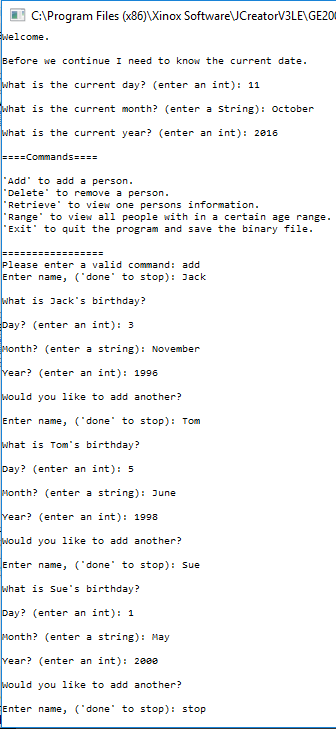 C:\Program Files (x86)\Xinox Software\JCreatorV3LE\GE200
Welcome.
Before we continue I need to know the current date.
What is the current day? (enter an int): 11
What is the current month? (enter a String): October
What is the current year? (enter an int): 2016
====Commands====
'Add' to add a person.
'Delete' to remove a person.
'Retrieve' to view one persons information.
'Range' to view all people with in a certain age range.
'Exit' to quit the program and save the binary file.
=================
Please enter a valid command: add
Enter name, ('done' to stop): Jack
What is Jack's birthday?
Day? (enter an int): 3
Month? (enter a string): November
Year? (enter an int): 1996
Would you like to add another?
Enter name, ('done' to stop): Tom
What is Tom's birthday?
Day? (enter an int): 5
Month? (enter a string): June
Year? (enter an int): 1998
Would you like to add another?
Enter name, ('done' to stop): Sue
What is Sue's birthday?
Day? (enter an int): 1
Month? (enter a string): May
Year? (enter an int): 2000
Would you like to add another?
Enter name, ('done' to stop): stop